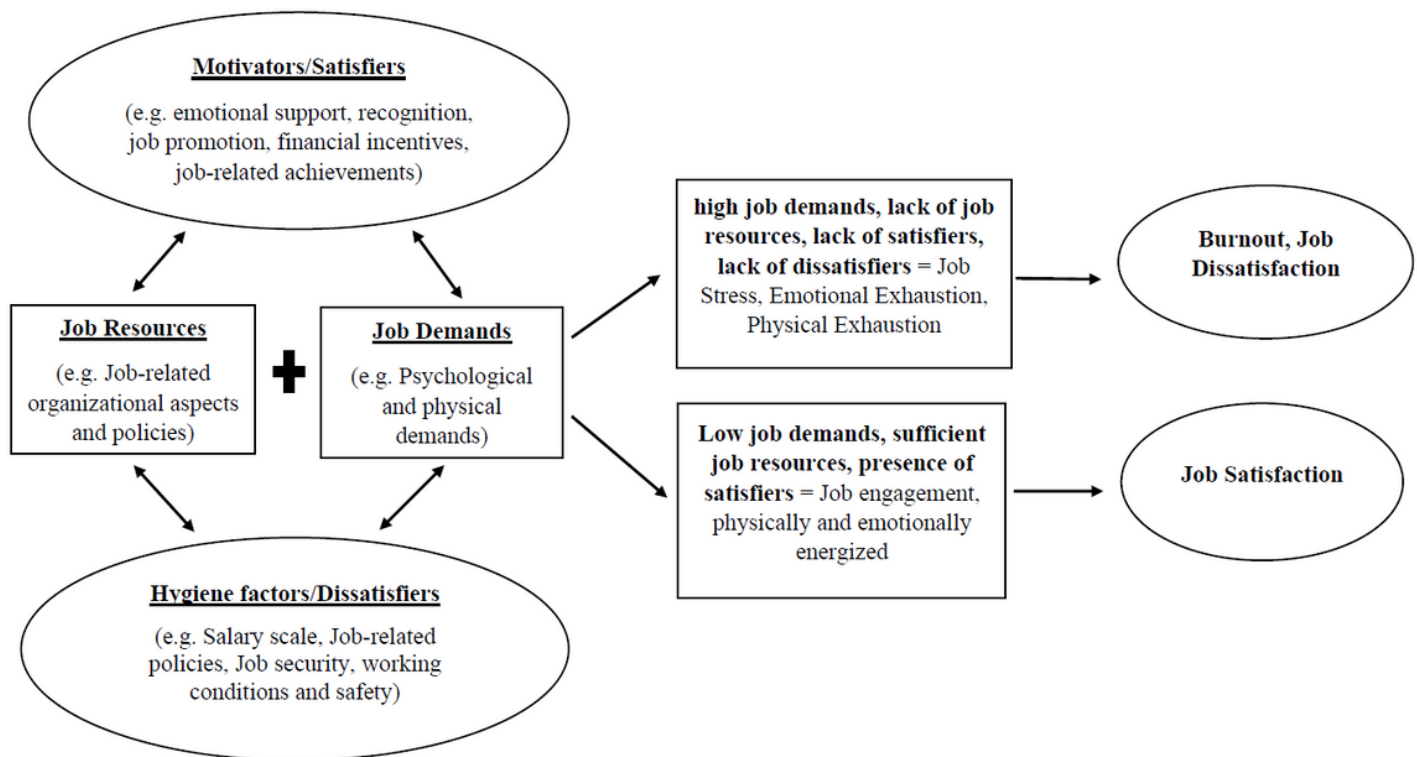 Motivators/Satisfiers
(e.g. emotional support, recognition,
job promotion, financial incentives,
job-related achievements)
Job Resources
(e.g. Job-related
organizational aspects
and policies)
Job Demands
(e.g. Psychological
and physical
demands)
Hygiene factors/Dissatisfiers
(e.g. Salary scale, Job-related
policies, Job security, working
conditions and safety)
high job demands, lack of job
resources, lack of satisfiers,
lack of dissatisfiers = Job
Stress, Emotional Exhaustion,
Physical Exhaustion
Burnout, Job
Dissatisfaction
Low job demands, sufficient
job resources, presence of
satisfiers = Job engagement,
physically and emotionally
energized
Job Satisfaction